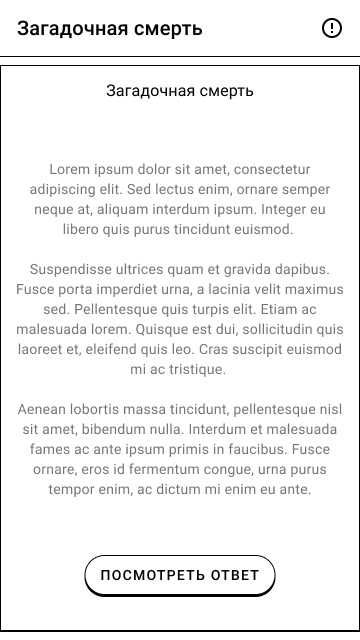 Загадочная смерть
Загадочная смерть
Lorem ipsum dolor sit amet, consectetur
adipiscing elit. Sed lectus enim, ornare semper
neque at, aliquam interdum ipsum. Integer eu
libero quis purus tincidunt euismod.
Suspendisse ultrices quam et gravida dapibus.
Fusce porta imperdiet urna, a lacinia velit maximus
sed. Pellentesque quis turpis elit. Etiam ac
malesuada lorem. Quisque est dui, sollicitudin quis
laoreet et, eleifend quis leo. Cras suscipit euismod
mi ac tristique.
Aenean lobortis massa tincidunt, pellentesque nisl
sit amet, bibendum nulla. Interdum et malesuada
fames ac ante ipsum primis in faucibus. Fusce
ornare, eros id fermentum congue, urna purus
tempor enim, ac dictum mi enim eu ante.
ПОСМОТРЕТЬ ОТВЕТ